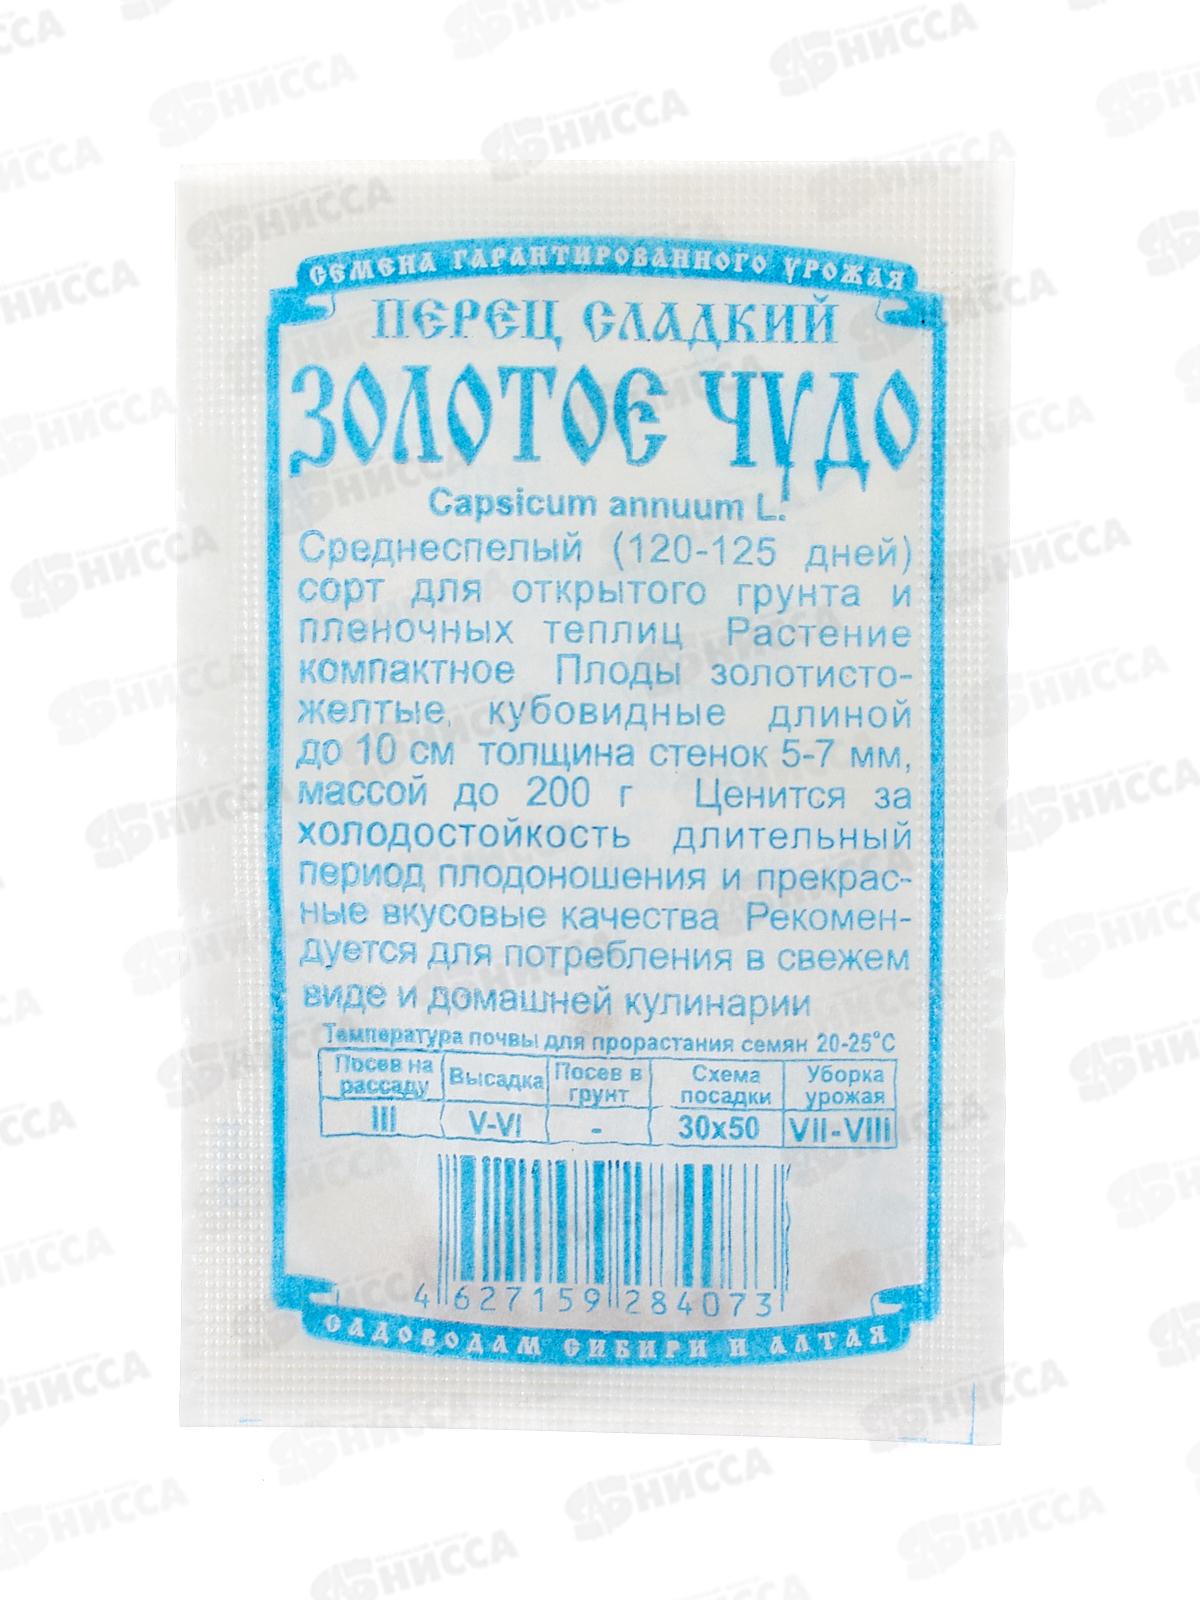 СЕМЕНА ГАРАНТИРОВАННОГО УРОЖАЯ
ПЕРЕЦ СЛАДКИЙ
ЗОЛОТОЕ ЧУДО
Capsicum annuum L.
Среднеспелый (120-125 дней)
сорт для открытого грунта и
пленочных теплиц Растение
компактное Плоды золотисто-
желтые, кубовидные длиной
до 10 см толщина стенок 5-7 мм,
массой до 200 г Ценится за
холодостойкость длительный
период плодоношения и прекрас-
ные вкусовые качества Рекомен-
дуется для потребления в свежем
виде и домашней кулинарии
Температура почвы для прорастания семян 20-25°С
Посев на рассаду Высадка Посев в грунт Схема посадки Уборка урожая
III V-VI - 30x50 VII-VIII
4 627159 284073
САДОВОДАМ СИБИРИ И АЛТАЯ
НИССА